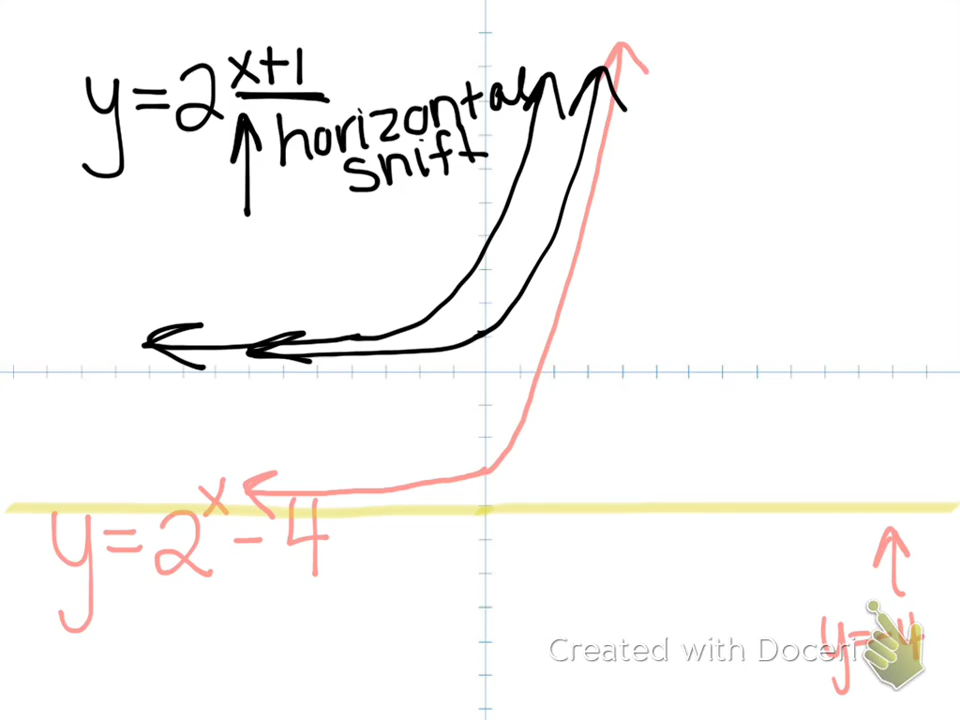 y=2^{x+1}
horizontal
shift
y=2^x-4
y=-4
Created with Doceri